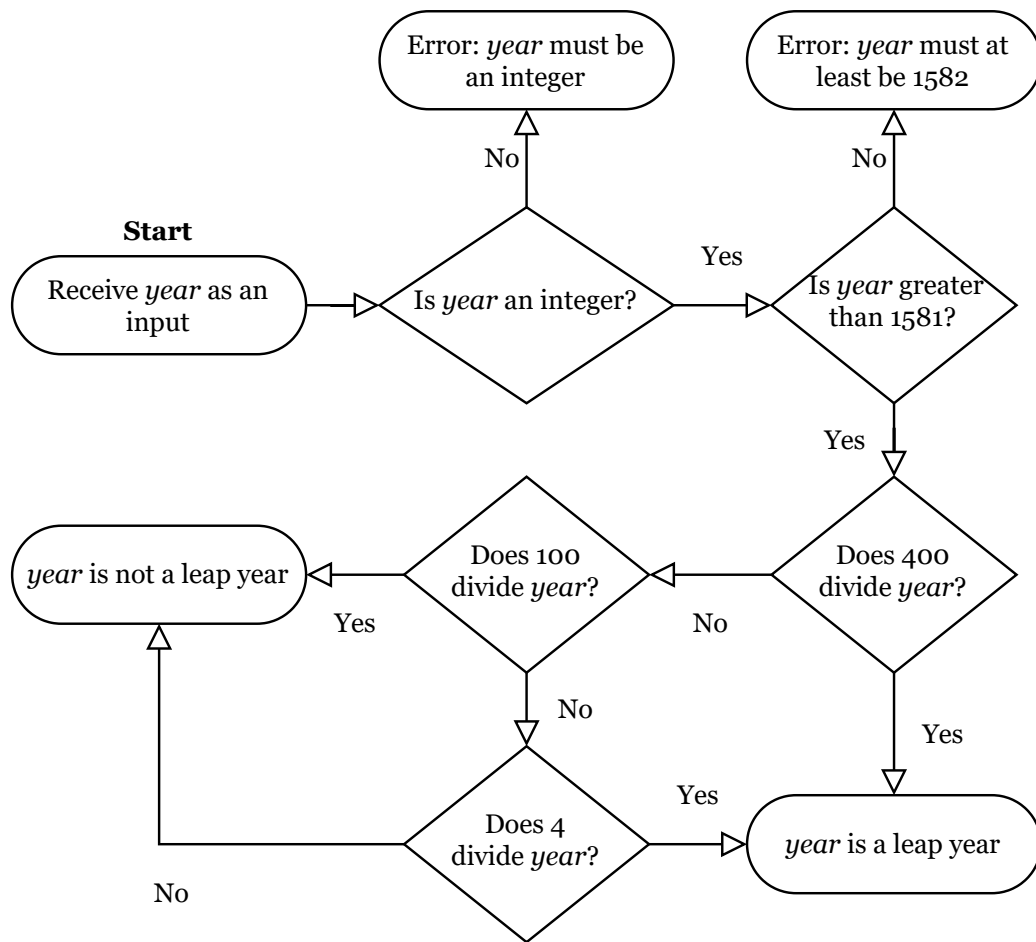 Error: year must be
an integer
Error: year must at
least be 1582
No
No
Start
Receive year as an
input
Is year an integer?
Yes
Is year greater
than 1581?
Yes
Does 400
divide year?
No
Does 100
divide year?
Yes
year is not a leap year
No
Yes
Does 4
divide year?
Yes
No
year is a leap year